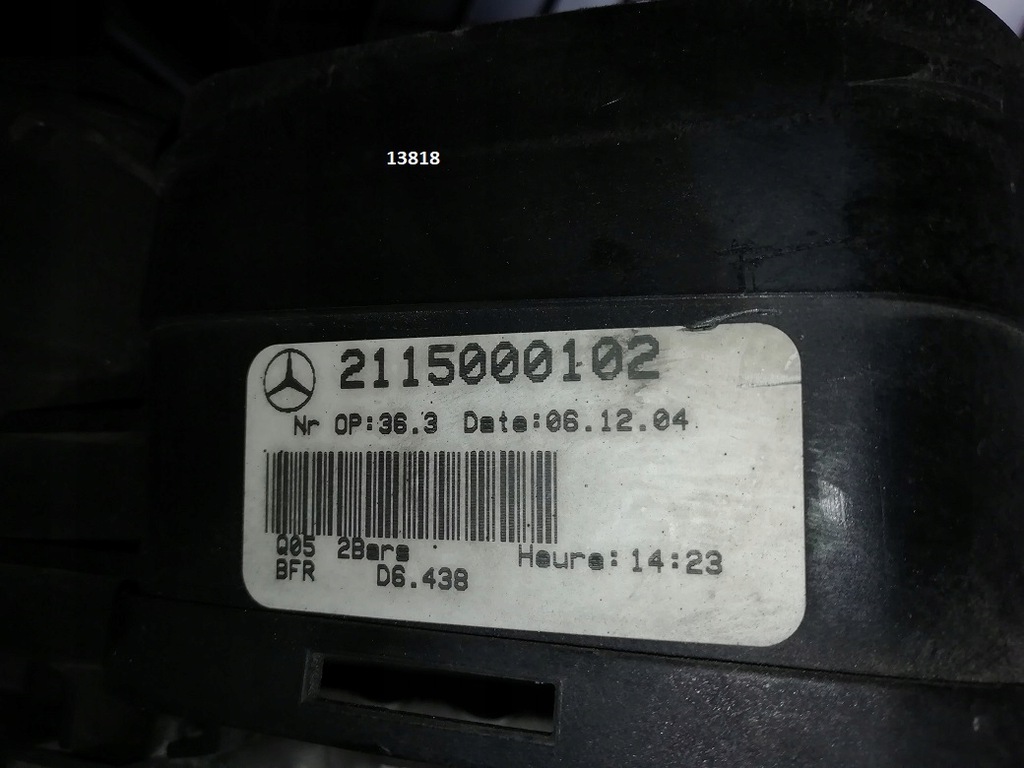 13818
2115000102
Nr OP:36.3 Date:06.12.04
Q05 2Bars
Heure: 14:23
BFR D6.438